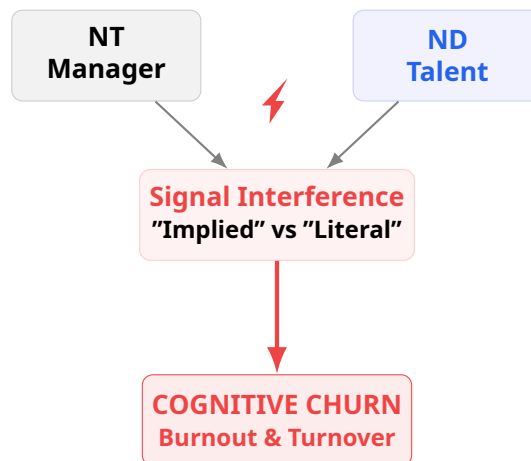 NT
Manager
ND
Talent
Signal Interference
”Implied” vs ”Literal”
COGNITIVE CHURN
Burnout & Turnover